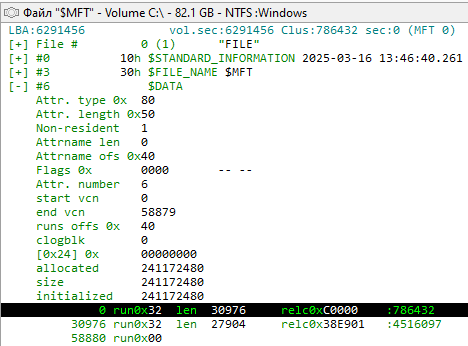 Файл "$MFT" - Volume C:\ - 82.1 GB - NTFS :Windows
LBA:6291456 vol.sec:6291456 Clus:786432 sec:0 (MFT 0)
[+] File # 0 (1) "FILE"
[+] #0 10h $STANDARD_INFORMATION 2025-03-16 13:46:40.261
[+] #3 30h $FILE_NAME $MFT
[-] #6 $DATA
Attr. type 0x 80
Attr. length 0x50
Non-resident 1
Attrname len 0
Attrname ofs 0x40
Flags 0x 0000 -- --
Attr. number 6
start vcn 0
end vcn 58879
runs offs 0x 40
clogblk 0
[0x24] 0x 00000000
allocated 241172480
size 241172480
initialized 241172480
0 run0x32 len 30976 relc0xC0000 :786432
30976 run0x32 len 27904 relc0x38E901 :4516097
58880 run0x00